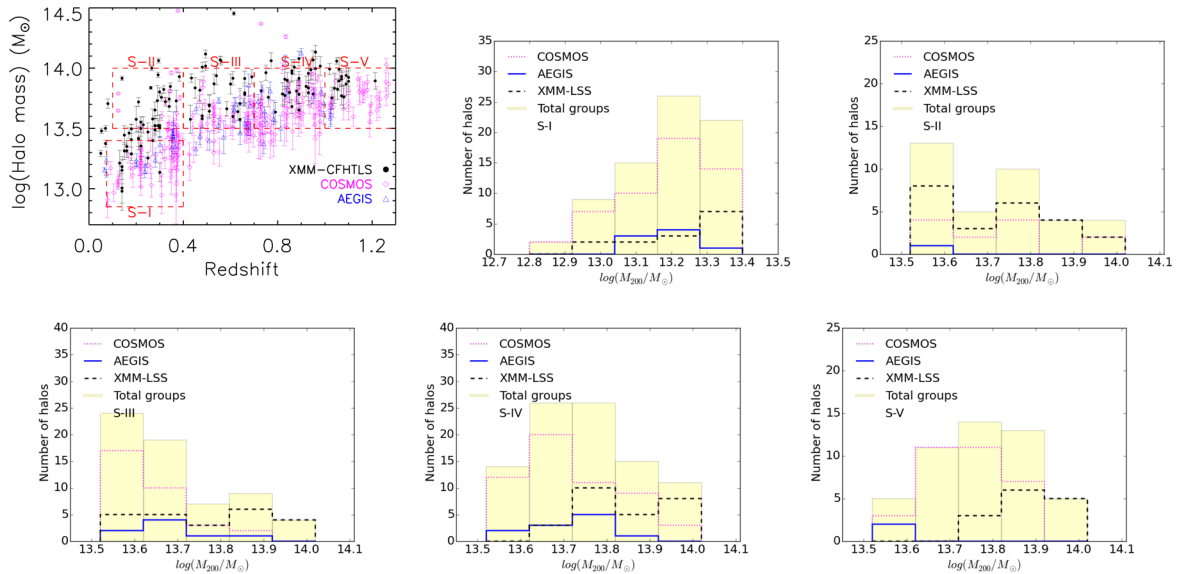 14.5
14.0
13.5
13.0
0.0 0.4 0.8 1.2
log(Halo mass) (M⊙)
Redshift
S-II S-III S-IV S-V
S-I
XMM-CFHTLS
COSMOS
AEGIS
35
30
25
20
15
10
5
0
12.7 12.8 12.9 13.0 13.1 13.2 13.3 13.4 13.5
log(M200/M⊙)
Number of halos
COSMOS
AEGIS
XMM-LSS
Total groups
S-I
25
20
15
10
5
0
13.5 13.6 13.7 13.8 13.9 14.0 14.1
log(M200/M⊙)
Number of halos
COSMOS
AEGIS
XMM-LSS
Total groups
S-II
40
35
30
25
20
15
10
5
0
13.5 13.6 13.7 13.8 13.9 14.0 14.1
log(M200/M⊙)
Number of halos
COSMOS
AEGIS
XMM-LSS
Total groups
S-III
40
35
30
25
20
15
10
5
0
13.5 13.6 13.7 13.8 13.9 14.0 14.1
log(M200/M⊙)
Number of halos
COSMOS
AEGIS
XMM-LSS
Total groups
S-IV
25
20
15
10
5
0
13.5 13.6 13.7 13.8 13.9 14.0 14.1
log(M200/M⊙)
Number of halos
COSMOS
AEGIS
XMM-LSS
Total groups
S-V